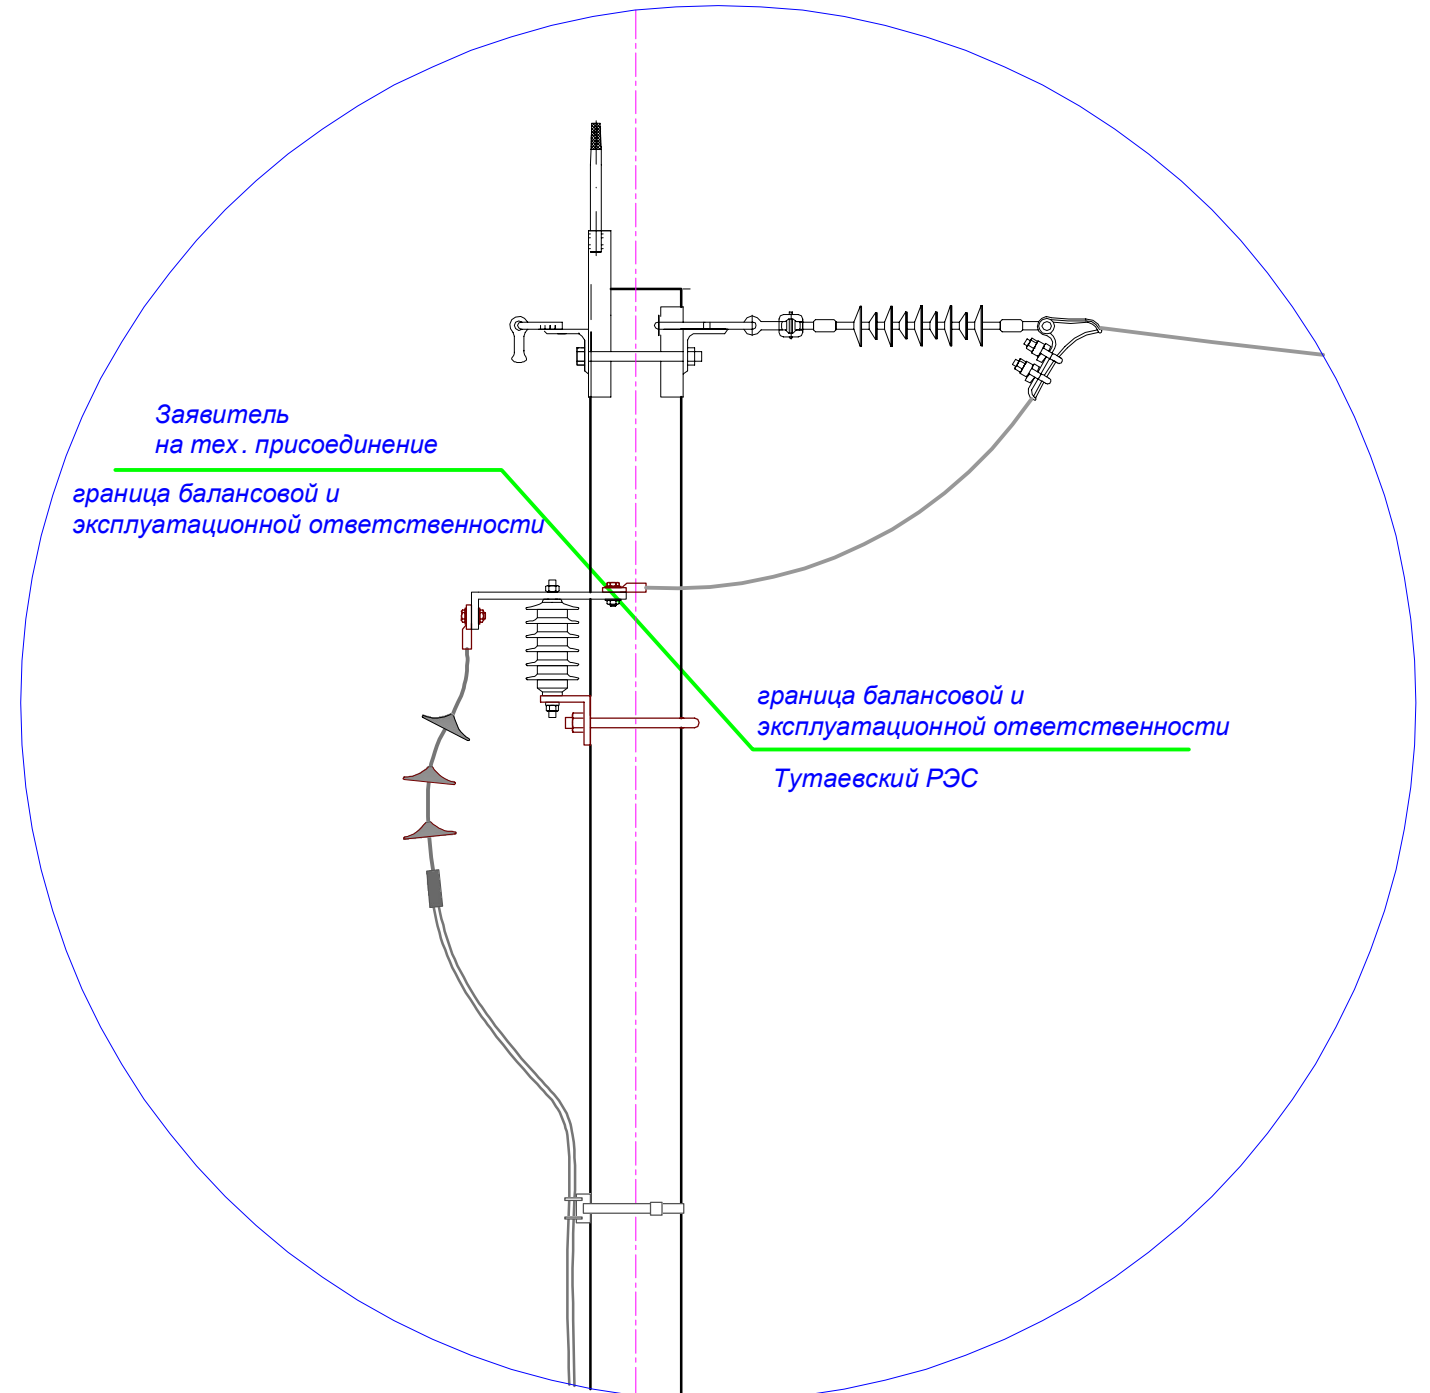 Заявитель
на тех. присоединение
граница балансовой и
эксплуатационной ответственности
граница балансовой и
эксплуатационной ответственности
Тутаевский РЭС